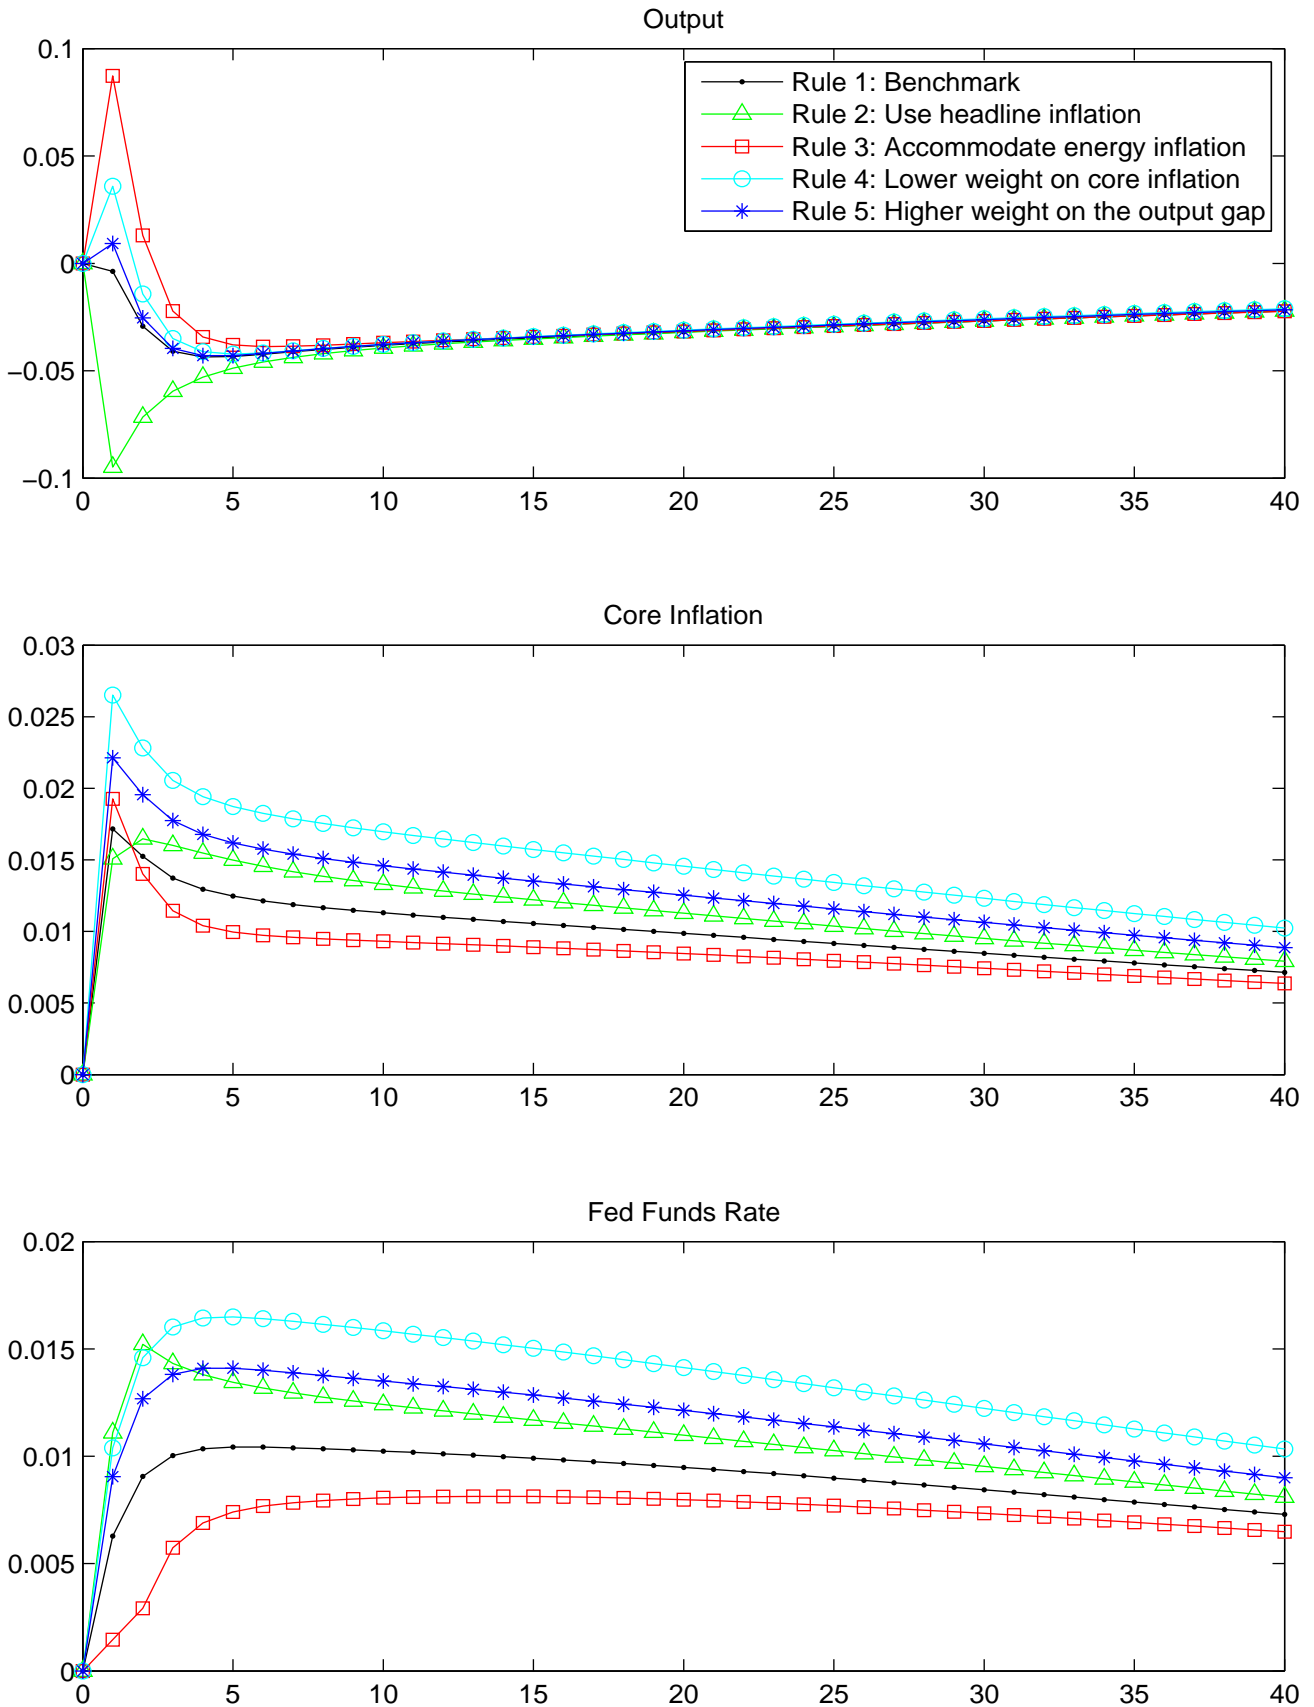 Output
0.1
0.05
0
−0.05
−0.1
0 5 10 15 20 25 30 35 40
Rule 1: Benchmark
Rule 2: Use headline inflation
Rule 3: Accommodate energy inflation
Rule 4: Lower weight on core inflation
Rule 5: Higher weight on the output gap
Core Inflation
0.03
0.025
0.02
0.015
0.01
0.005
0
0 5 10 15 20 25 30 35 40
Fed Funds Rate
0.02
0.015
0.01
0.005
0
0 5 10 15 20 25 30 35 40